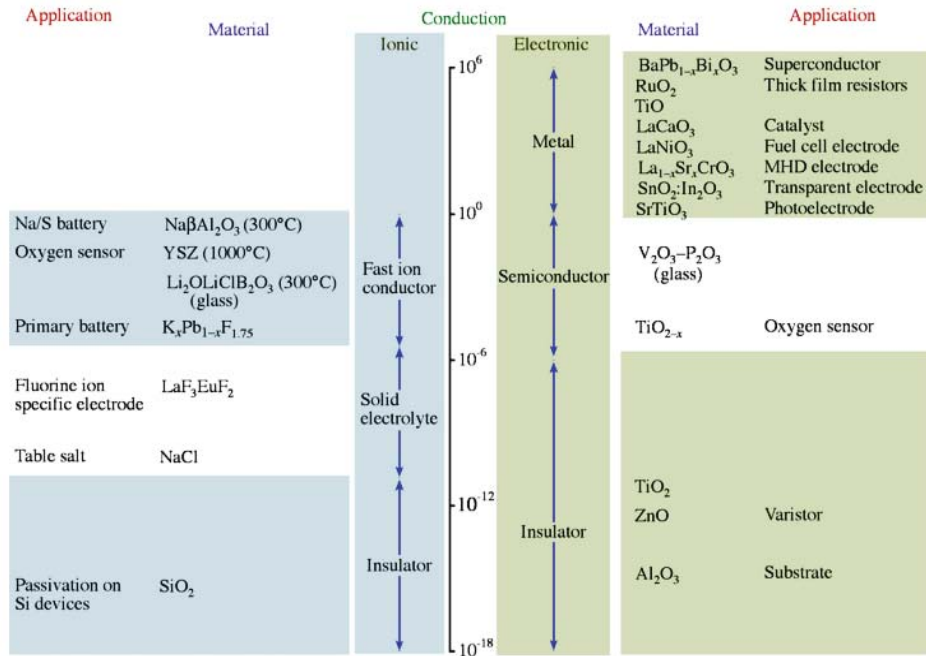 Conduction
Application
Material
Ionic
Electronic
Material
Application
10⁶
10⁰
10⁻⁶
10⁻¹²
10⁻¹⁸
Na/S battery NaβAl₂O₃ (300°C)
Oxygen sensor YSZ (1000°C)
Li₂OLiClB₂O₃ (300°C)
(glass)
Primary battery KₓPb₁₋ₓF₁.₇₅
Fluorine ion LaF₃EuF₂
specific electrode
Table salt NaCl
Passivation on SiO₂
Si devices
Fast ion
conductor
Solid
electrolyte
Insulator
Metal
Semiconductor
Insulator
BaPb₁₋ₓBiₓO₃ Superconductor
RuO₂ Thick film resistors
TiO
LaCaO₃ Catalyst
LaNiO₃ Fuel cell electrode
La₁₋ₓSrₓCrO₃ MHD electrode
SnO₂:In₂O₃ Transparent electrode
SrTiO₃ Photoelectrode
V₂O₃–P₂O₃
(glass)
TiO₂₋ₓ Oxygen sensor
TiO₂
ZnO Varistor
Al₂O₃ Substrate